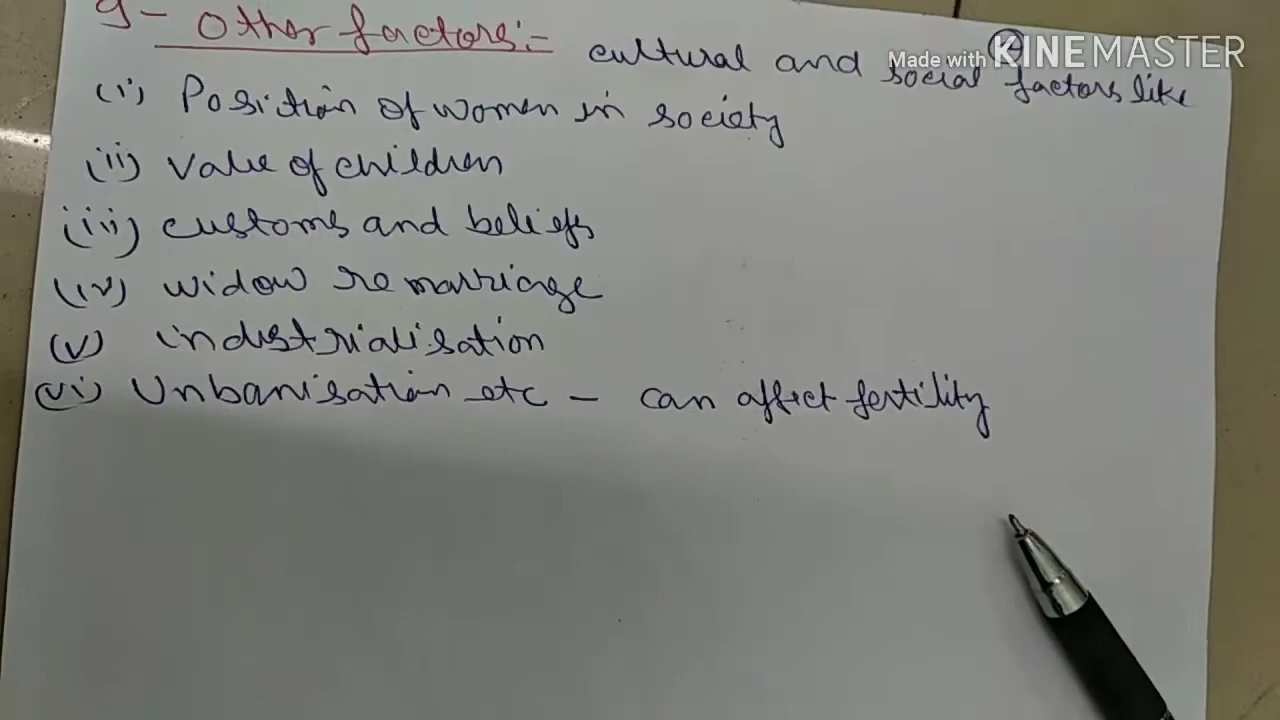 9- Other factors:- cultural and social factors like
Made with KINEMASTER
(i) Position of women in society
(ii) Value of children
(iii) customs and beliefs
(iv) widow remarriage
(v) industrialisation
(vi) Urbanisation etc - can affect fertility